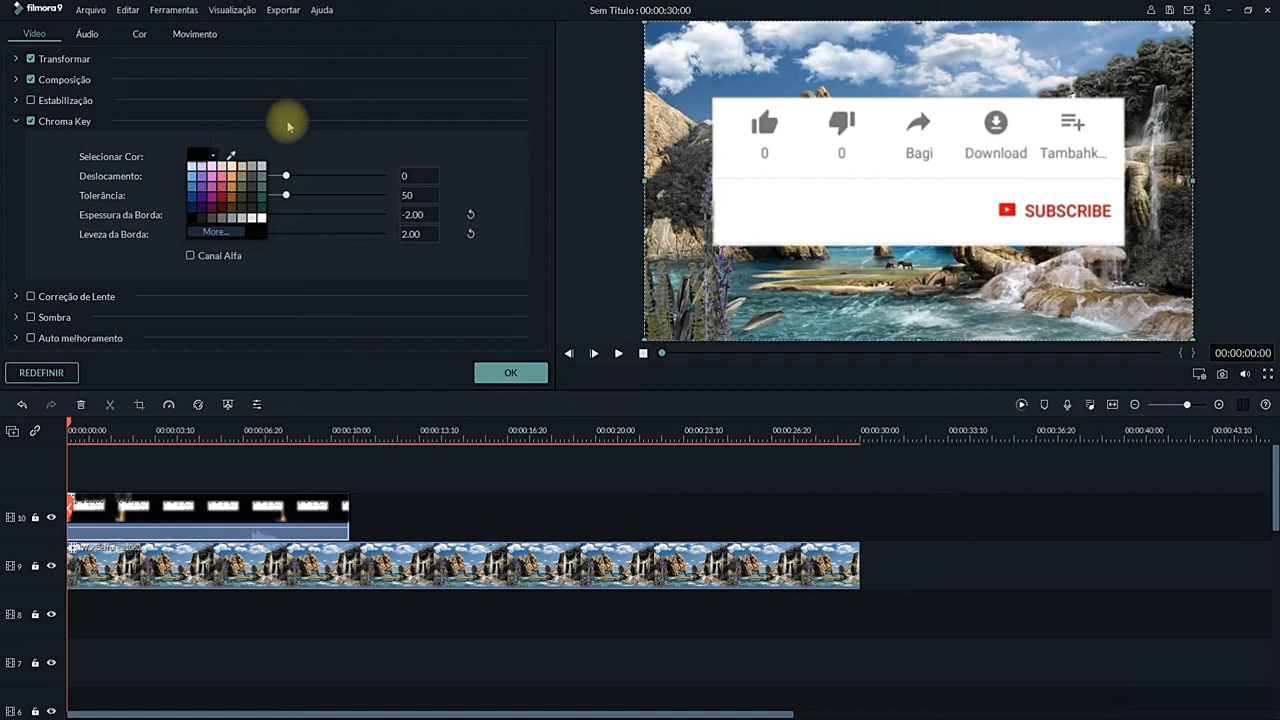 filmora9 Arquivo Editar Ferramentas Visualização Exportar Ajuda Sem Título : 00:00:30:00
Vídeo Áudio Cor Movimento
Transformar
Composição
Estabilização
Chroma Key
Selecionar Cor:
Deslocamento: 0
Tolerância: 50
Espessura da Borda: -2.00
Leveza da Borda: 2.00
More...
Canal Alfa
Correção de Lente
Sombra
Auto melhoramento
REDEFINIR OK
0 0 Bagi Download Tambahk...
SUBSCRIBE
00:00:00:00
00:00:00:00 00:00:03:10 00:00:06:20 00:00:10:00 00:00:13:10 00:00:16:20 00:00:20:00 00:00:23:10 00:00:26:20 00:00:30:00 00:00:33:10 00:00:36:20 00:00:40:00 00:00:43:10
10
9
8
7
6